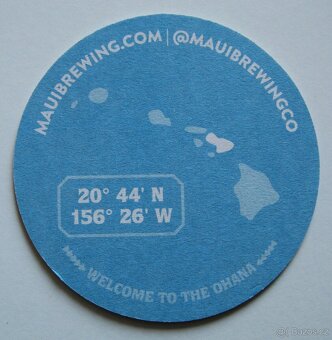 MAUIBREWING.COM | @MAUIBREWINGCO
20° 44' N
156° 26' W
WELCOME TO THE OHANA